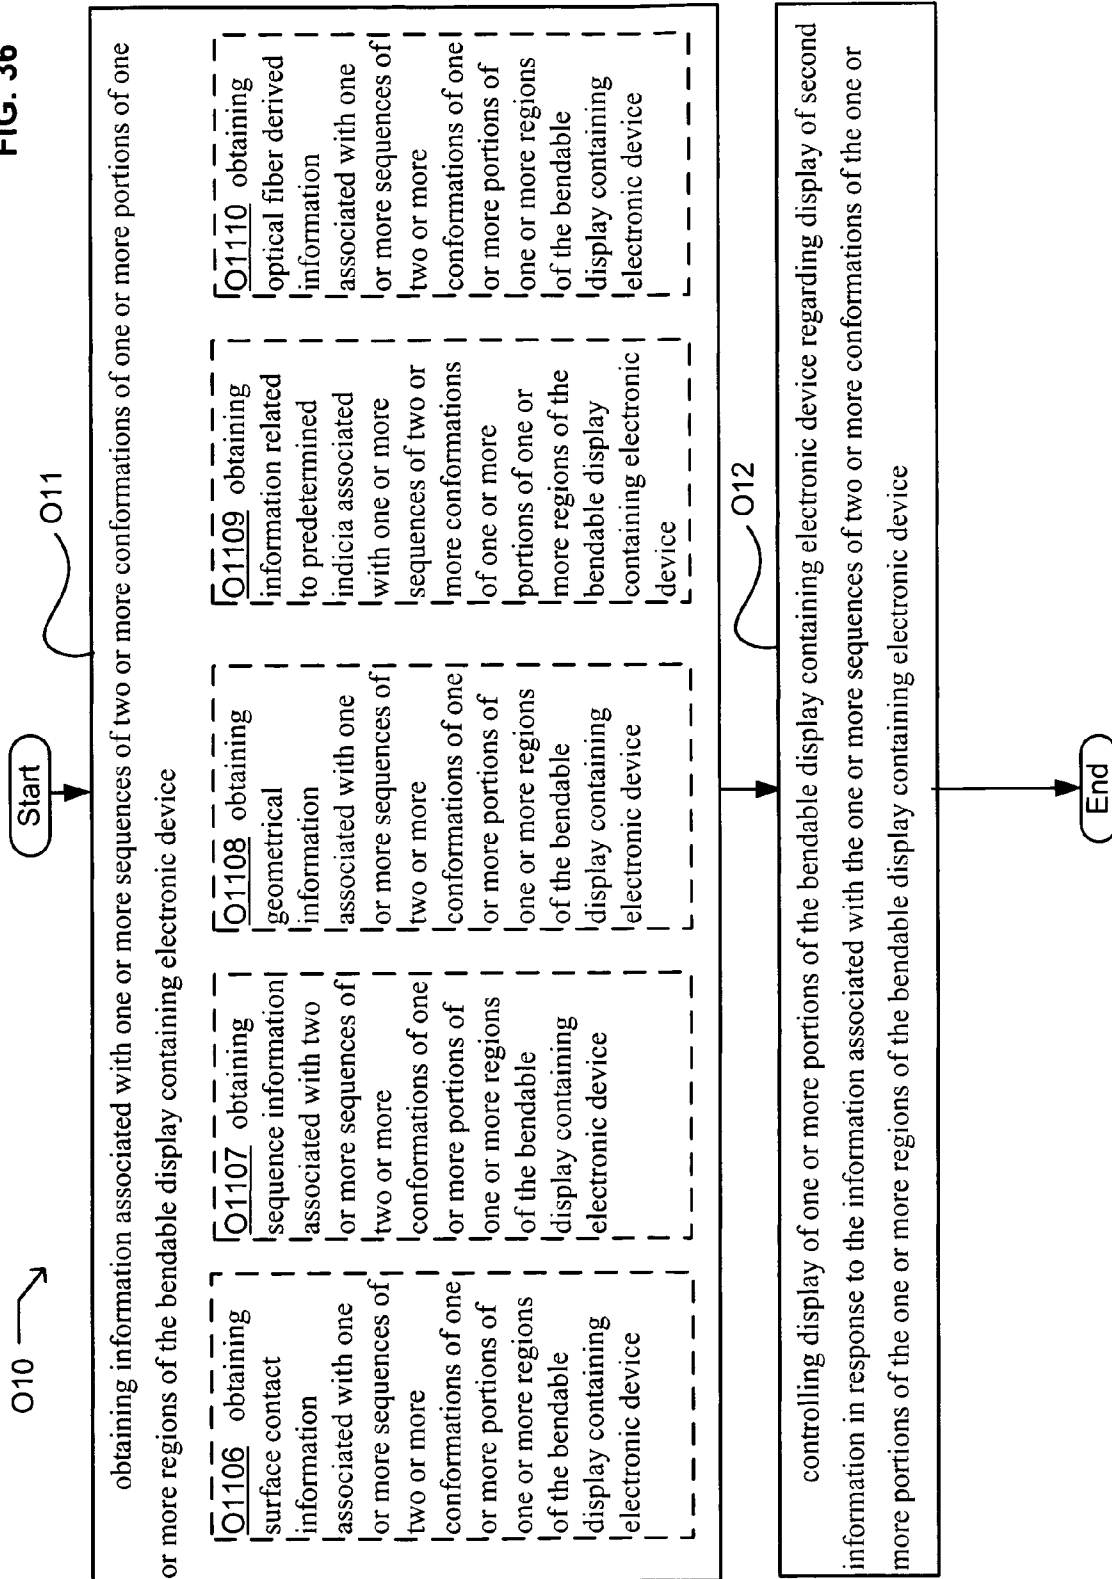 FIG. 36
O10
Start
O11
obtaining information associated with one or more sequences of two or more conformations of one or more portions of one
or more regions of the bendable display containing electronic device
O1106 obtaining
surface contact
information
associated with one
or more sequences of
two or more
conformations of one
or more portions of
one or more regions
of the bendable
display containing
electronic device
O1107 obtaining
sequence information
associated with two
or more sequences of
two or more
conformations of one
or more portions of
one or more regions
of the bendable
display containing
electronic device
O1108 obtaining
geometrical
information
associated with one
or more sequences of
two or more
conformations of one
or more portions of
one or more regions
of the bendable
display containing
electronic device
O1109 obtaining
information related
to predetermined
indicia associated
with one or more
sequences of two or
more conformations
of one or more
portions of one or
more regions of the
bendable display
containing electronic
device
O1110 obtaining
optical fiber derived
information
associated with one
or more sequences of
two or more
conformations of one
or more portions of
one or more regions
of the bendable
display containing
electronic device
O12
controlling display of one or more portions of the bendable display containing electronic device regarding display of second
information in response to the information associated with the one or more sequences of two or more conformations of the one or
more portions of the one or more regions of the bendable display containing electronic device
End